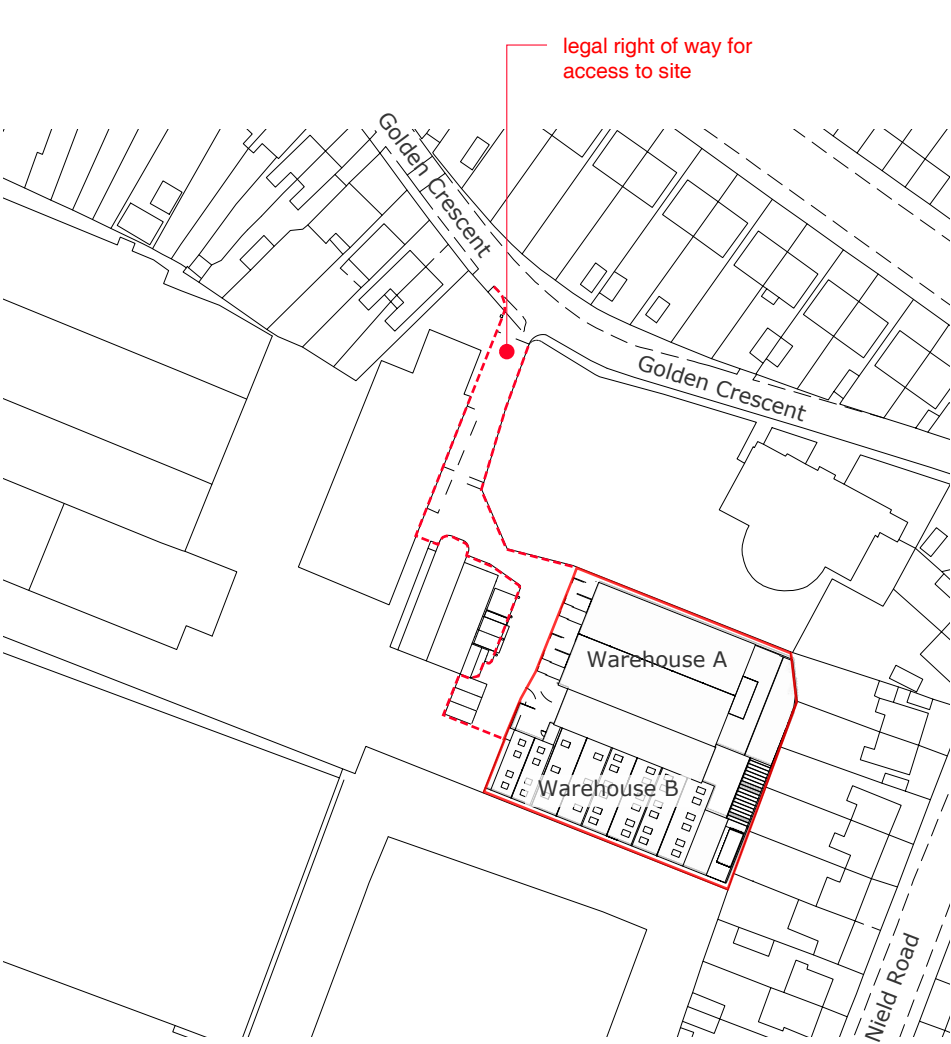 legal right of way for
access to site
Golden Crescent
Golden Crescent
Warehouse A
Warehouse B
Nield Road